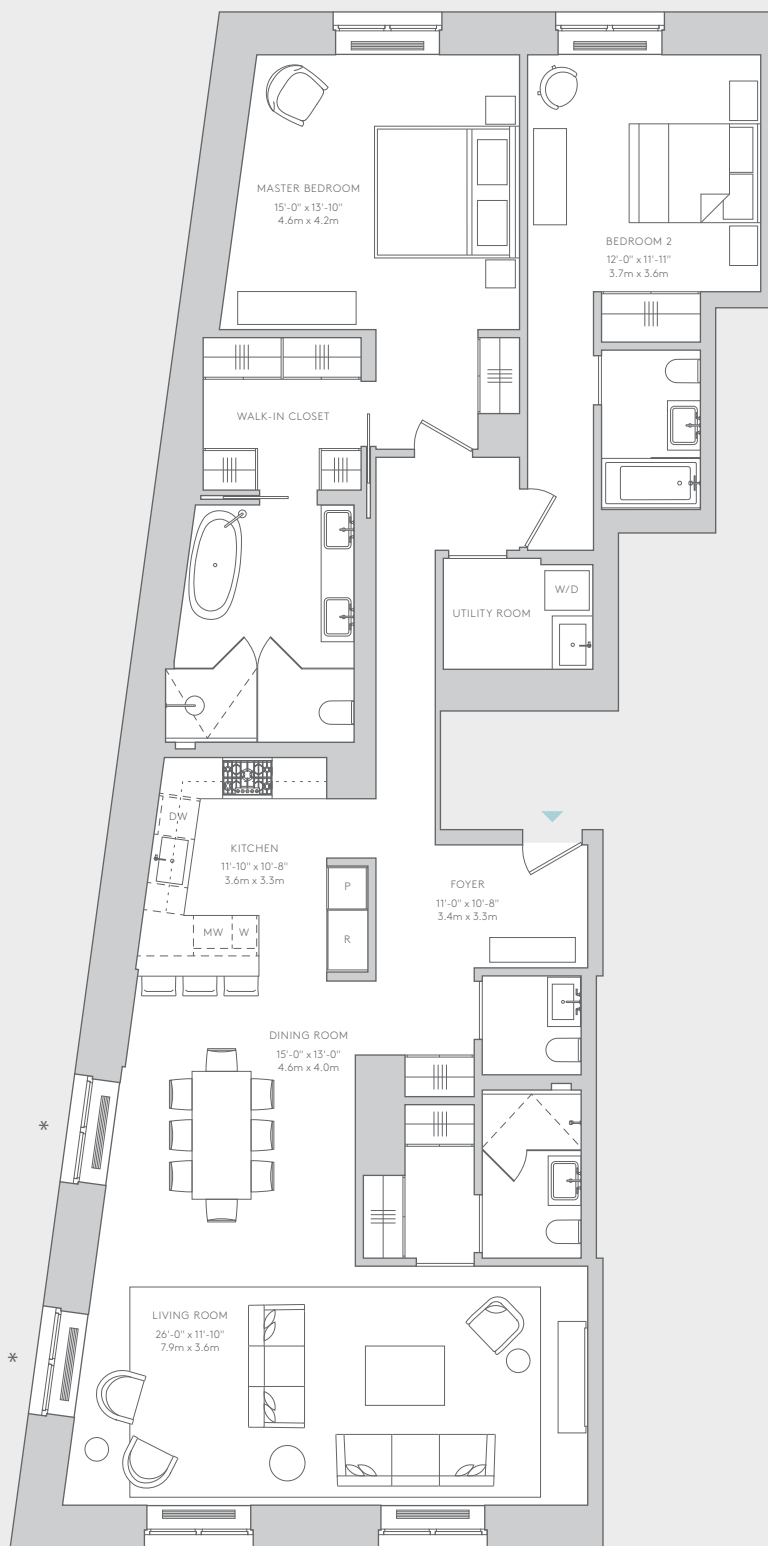 MASTER BEDROOM
15'-0" x 13'-10"
4.6m x 4.2m
BEDROOM 2
12'-0" x 11'-11"
3.7m x 3.6m
WALK-IN CLOSET
W/D
UTILITY ROOM
DW
KITCHEN
11'-10" x 10'-8"
3.6m x 3.3m
P
FOYER
11'-0" x 10'-8"
3.4m x 3.3m
MW
W
R
DINING ROOM
15'-0" x 13'-0"
4.6m x 4.0m
*
LIVING ROOM
26'-0" x 11'-10"
7.9m x 3.6m
*